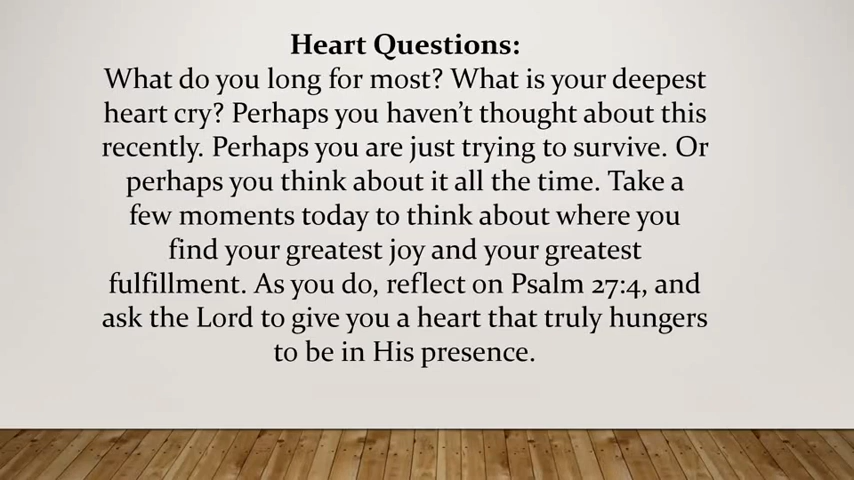 Heart Questions:
What do you long for most? What is your deepest
heart cry? Perhaps you haven’t thought about this
recently. Perhaps you are just trying to survive. Or
perhaps you think about it all the time. Take a
few moments today to think about where you
find your greatest joy and your greatest
fulfillment. As you do, reflect on Psalm 27:4, and
ask the Lord to give you a heart that truly hungers
to be in His presence.